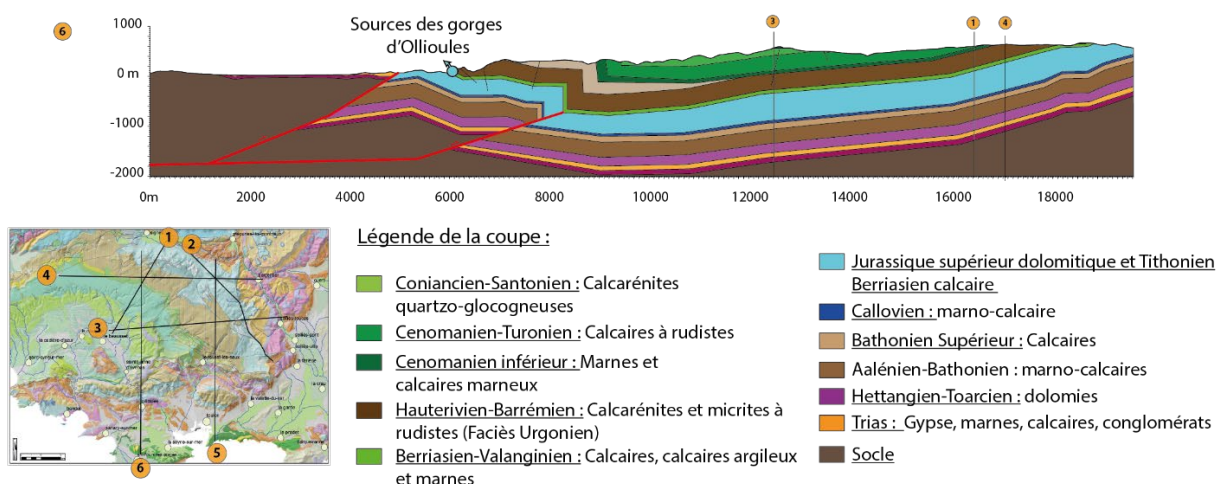 6
1000
0 m
-1000
-2000
Sources des gorges
d'Ollioules
3
1
4
0m
2000
4000
6000
8000
10000
12000
14000
16000
18000
1
2
4
3
5
6
Légende de la coupe :
Coniancien-Santonien : Calcarénites
quartzo-glocogneuses
Cenomanien-Turonien : Calcaires à rudistes
Cenomanien inférieur : Marnes et
calcaires marneux
Hauterivien-Barrémien : Calcarénites et micrites à
rudistes (Faciès Urgonien)
Berriasien-Valanginien : Calcaires, calcaires argileux
et marnes
Jurassique supérieur dolomitique et Tithonien
Berriasien calcaire
Callovien : marno-calcaire
Bathonien Supérieur : Calcaires
Aalénien-Bathonien : marno-calcaires
Hettangien-Toarcien : dolomies
Trias : Gypse, marnes, calcaires, conglomérats
Socle